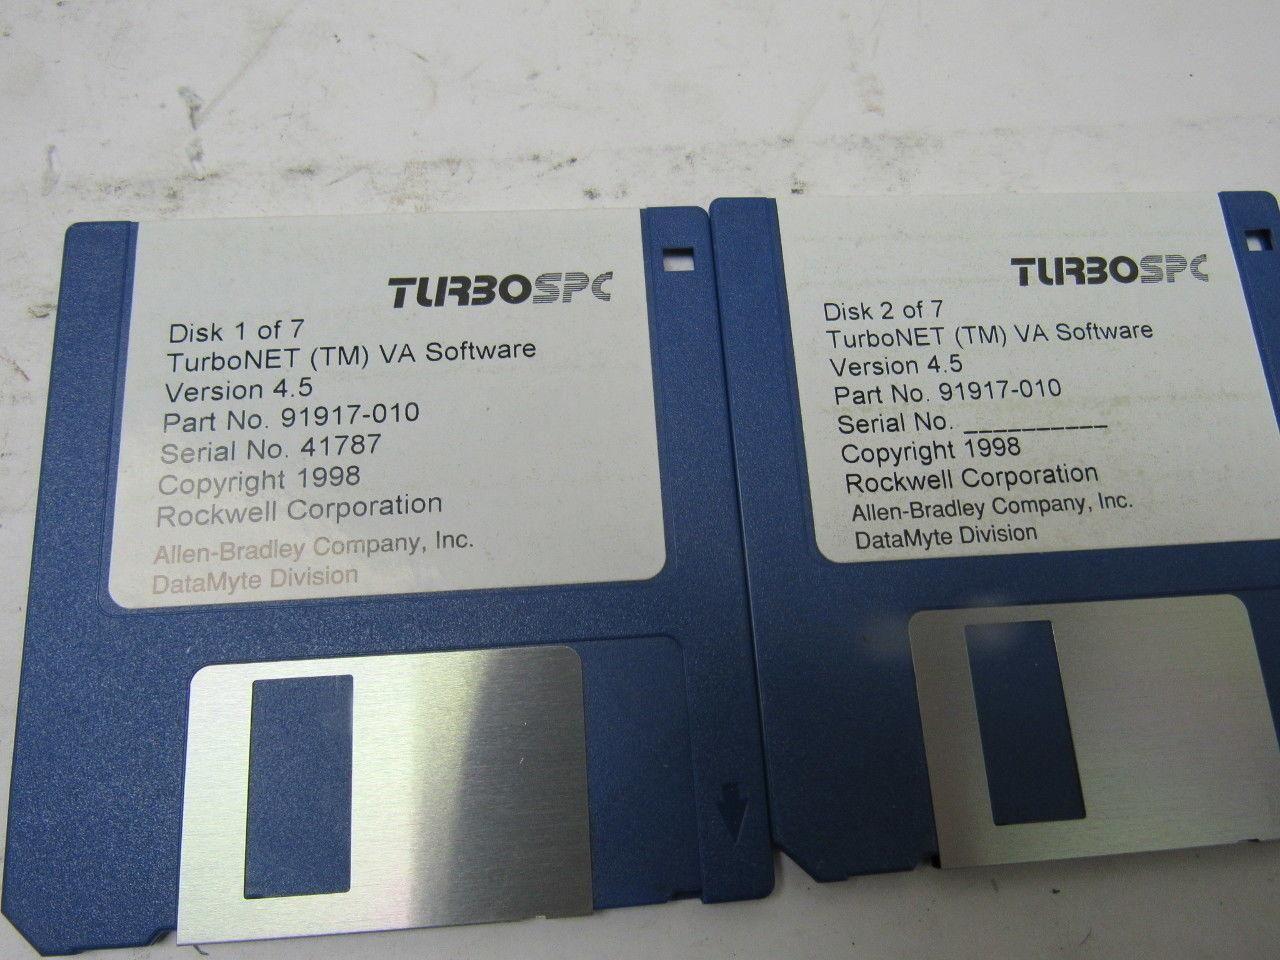 TURBOSPC
Disk 1 of 7
TurboNET (TM) VA Software
Version 4.5
Part No. 91917-010
Serial No. 41787
Copyright 1998
Rockwell Corporation
Allen-Bradley Company, Inc.
DataMyte Division
TURBOSPC
Disk 2 of 7
TurboNET (TM) VA Software
Version 4.5
Part No. 91917-010
Serial No. __________
Copyright 1998
Rockwell Corporation
Allen-Bradley Company, Inc.
DataMyte Division